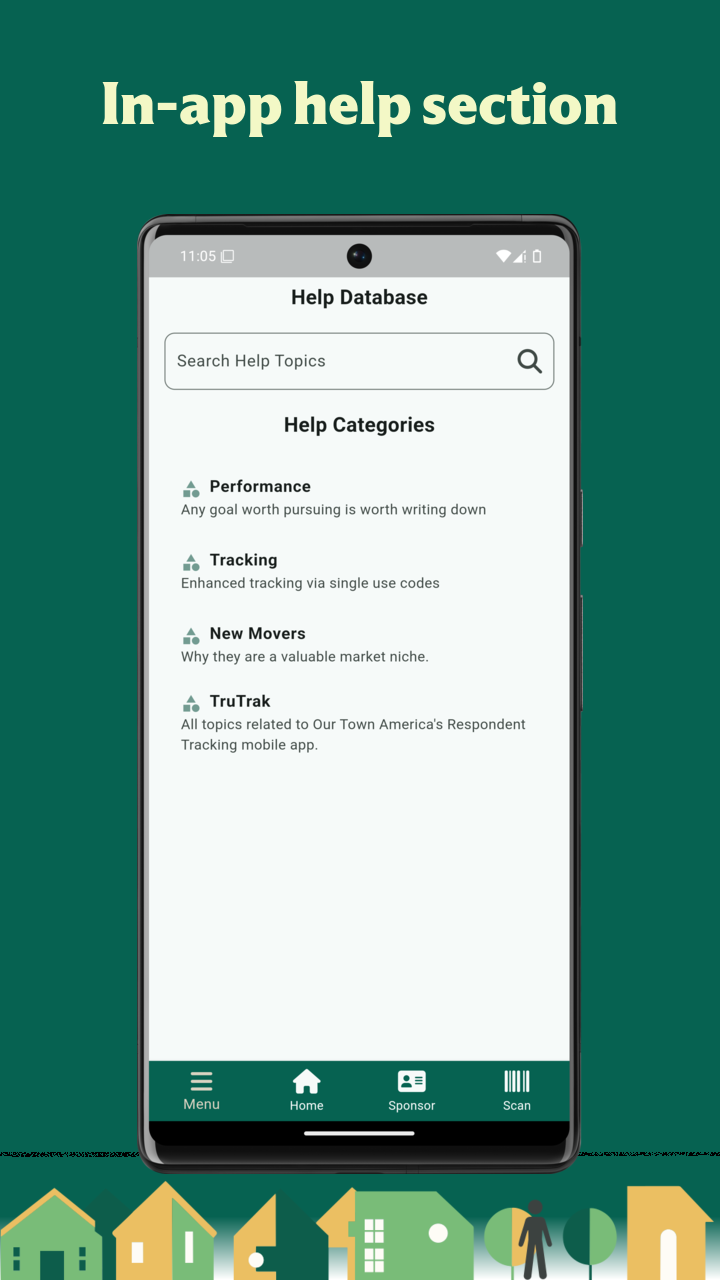 In-app help section
11:05
Help Database
Search Help Topics
Help Categories
Performance
Any goal worth pursuing is worth writing down
Tracking
Enhanced tracking via single use codes
New Movers
Why they are a valuable market niche.
TruTrak
All topics related to Our Town America's Respondent
Tracking mobile app.
Menu Home Sponsor Scan